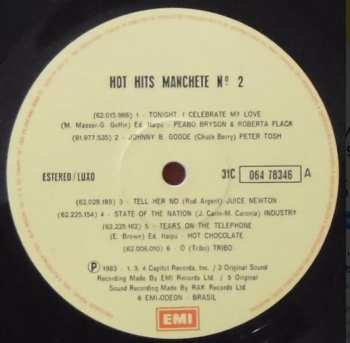 HOT HITS MANCHETE Nº 2
(62.015.966) 1 - TONIGHT, I CELEBRATE MY LOVE
(M. Masser-G. Goffin) Ed. Itaipu - PEABO BRYSON & ROBERTA FLACK
(91.977.535) 2 - JOHNNY B. GOODE (Chuck Berry) PETER TOSH
ESTEREO/LUXO 31C 064 78346 A
(62.028.189) 3 - TELL HER NO (Rod Argent) JUICE NEWTON
(62.225.154) 4 - STATE OF THE NATION (J. Carin-M. Caronia) INDUSTRY
(62.225.162) 5 - TEARS ON THE TELEPHONE
(E. Brown) Ed. Itaipu - HOT CHOCOLATE
(62.006.010) 6 - O (Tribo) TRIBO
Ⓟ 1983 - 1, 3, 4 Capitol Records, Inc. / 2 Original Sound
Recording Made By EMI Records Ltd / 5 Original
Sound Recording Made By RAK Records Ltd
6 EMI-ODEON - BRASIL
EMI